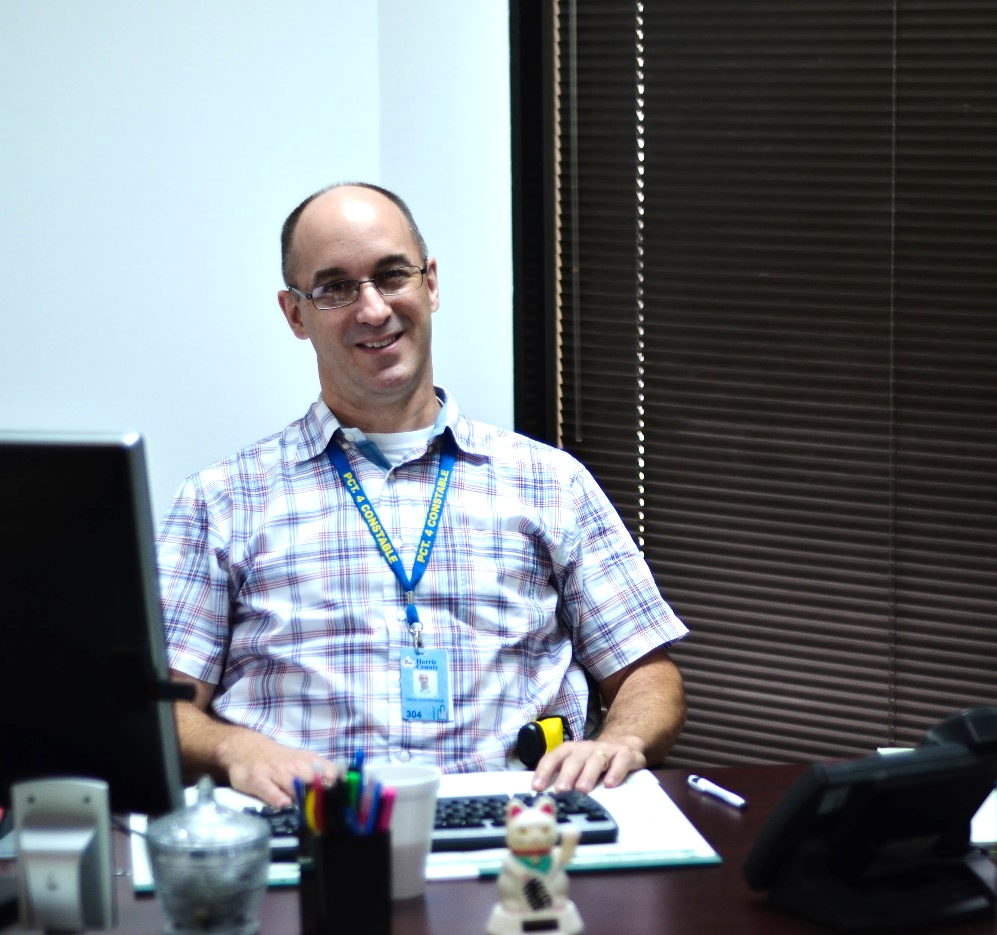 PCT. 4 CONSTABLE
PCT. 4 CONSTABLE
Harris
County
304